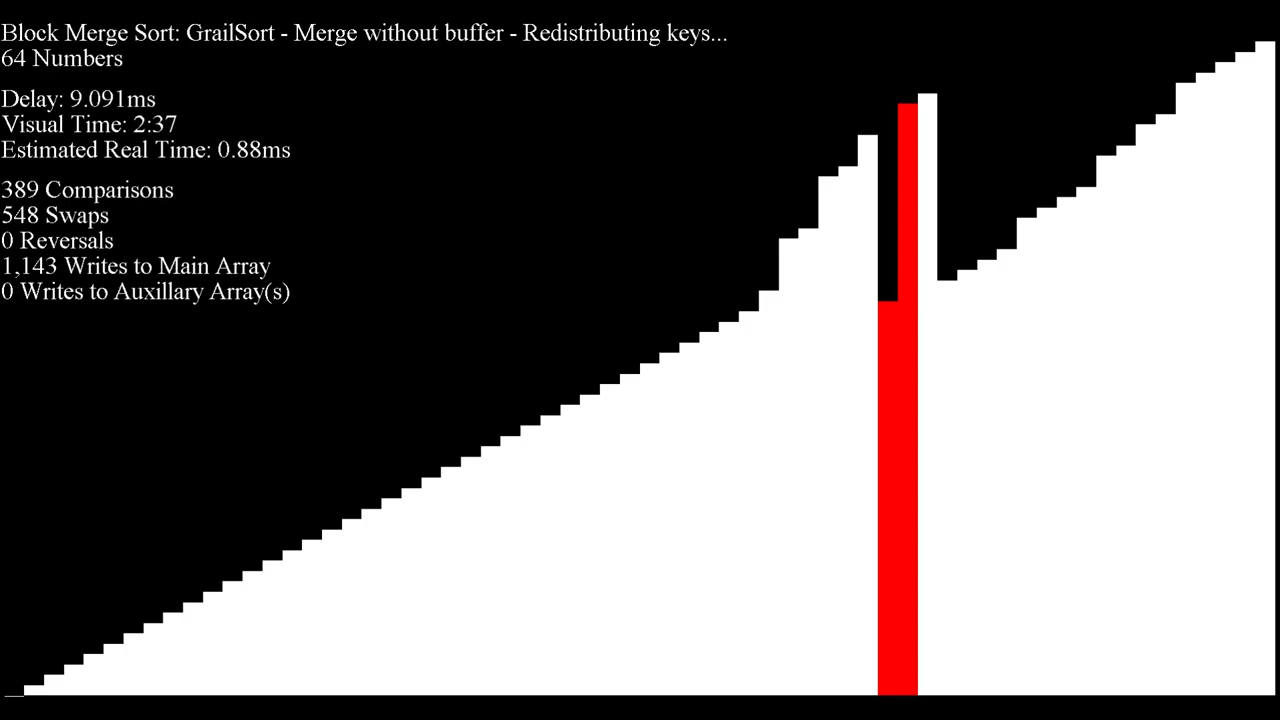 Block Merge Sort: GrailSort - Merge without buffer - Redistributing keys...
64 Numbers
Delay: 9.091ms
Visual Time: 2:37
Estimated Real Time: 0.88ms
389 Comparisons
548 Swaps
0 Reversals
1,143 Writes to Main Array
0 Writes to Auxillary Array(s)